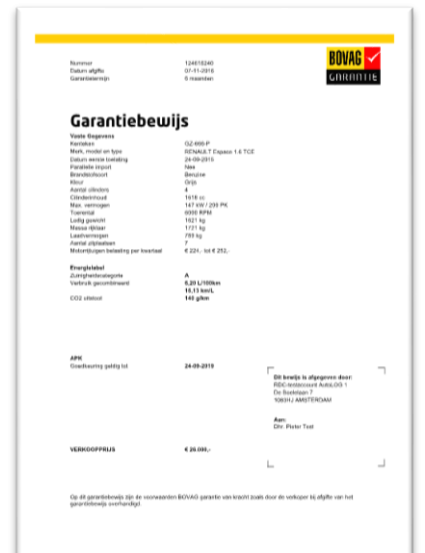 BOVAG
GARANTIE
Nummer 124615240
Datum afgifte 07-11-2018
Garantietermijn 6 maanden
Garantiebewijs
Vaste Gegevens
Kenteken GZ-666-P
Merk, model en type RENAULT Espace 1.6 TCE
Datum eerste toelating 24-09-2015
Parallelle import Nee
Brandstofsoort Benzine
Kleur Grijs
Aantal cilinders 4
Cilinderinhoud 1618 cc
Max. vermogen 147 kW / 200 PK
Toerental 6000 RPM
Ledig gewicht 1621 kg
Massa rijklaar 1721 kg
Laadvermogen kg
Aantal zitplaatsen 7
Motorrijtuigen belasting per kwartaal € 224,- tot € 252,-
Energielabel
Zuinigheidscategorie A
Verbruik gecombineerd 6,20 L/100km
16.13 km/L
CO2 uitstoot 140 g/km
APK
Goedkeuring geldig tot 24-09-2019
Dit bewijs is afgegeven door:
RDC-testaccount AutoLOG 1
De Boelelaan 7
1083HJ AMSTERDAM
Aan:
Dhr. Pieter Test
VERKOOPPRIJS € 26.000,-
Op dit garantiebewijs zijn de voorwaarden BOVAG garantie van kracht zoals door de verkoper bij afgifte van het
garantiebewijs overhandigd.